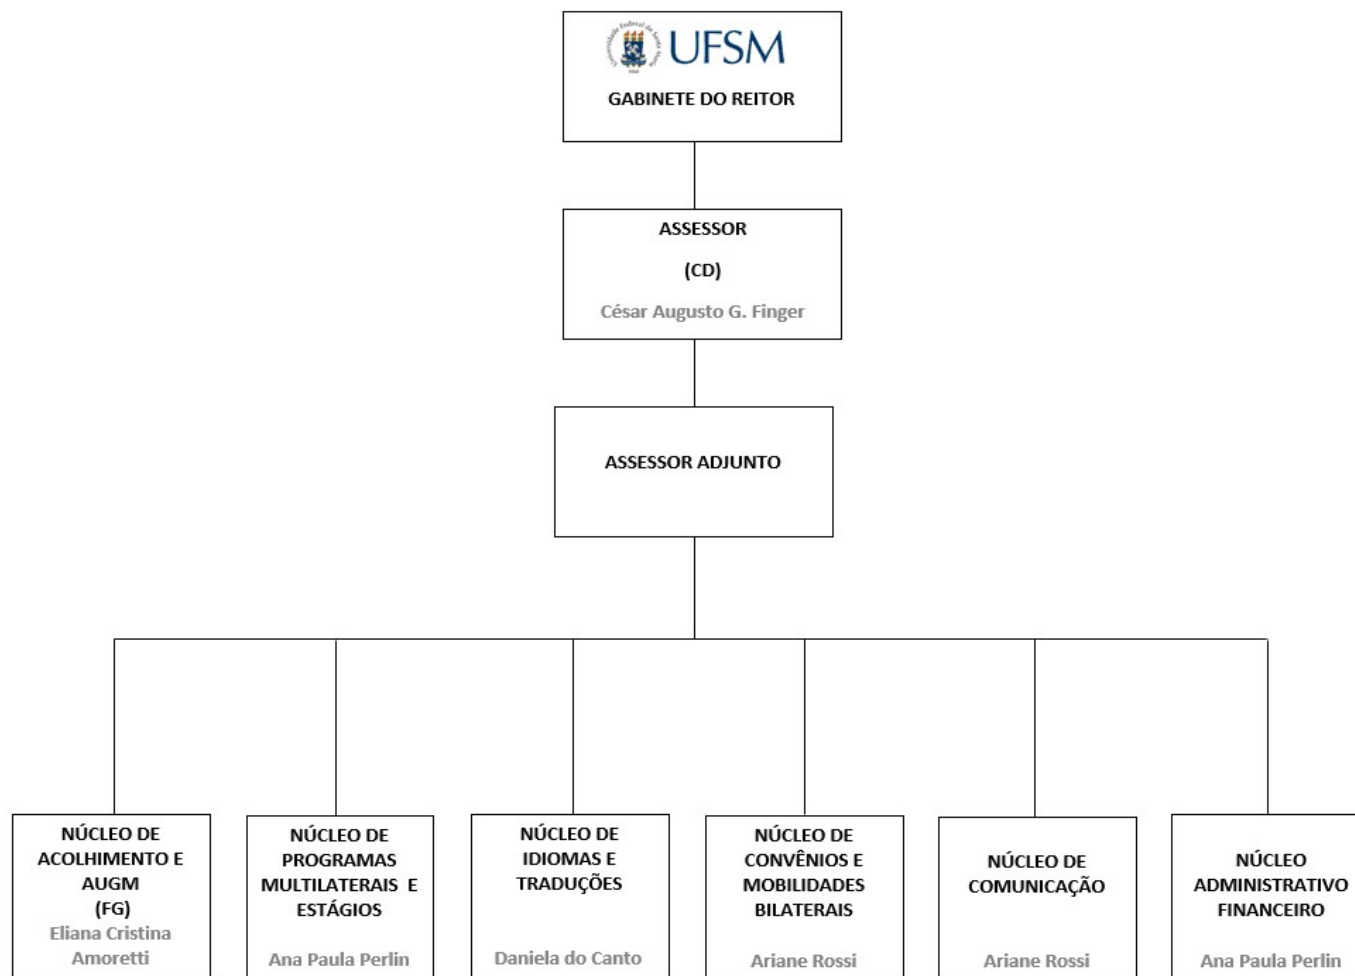 UFSM
GABINETE DO REITOR
ASSESSOR
(CD)
César Augusto G. Finger
ASSESSOR ADJUNTO
NÚCLEO DE
ACOLHIMENTO E
AUGM
(FG)
Eliana Cristina
Amoretti
NÚCLEO DE
PROGRAMAS
MULTILATERAIS E
ESTÁGIOS
Ana Paula Perlin
NÚCLEO DE
IDIOMAS E
TRADUÇÕES
Daniela do Canto
NÚCLEO DE
CONVÊNIOS E
MOBILIDADES
BILATERAIS
Ariane Rossi
NÚCLEO DE
COMUNICAÇÃO
Ariane Rossi
NÚCLEO
ADMINISTRATIVO
FINANCEIRO
Ana Paula Perlin